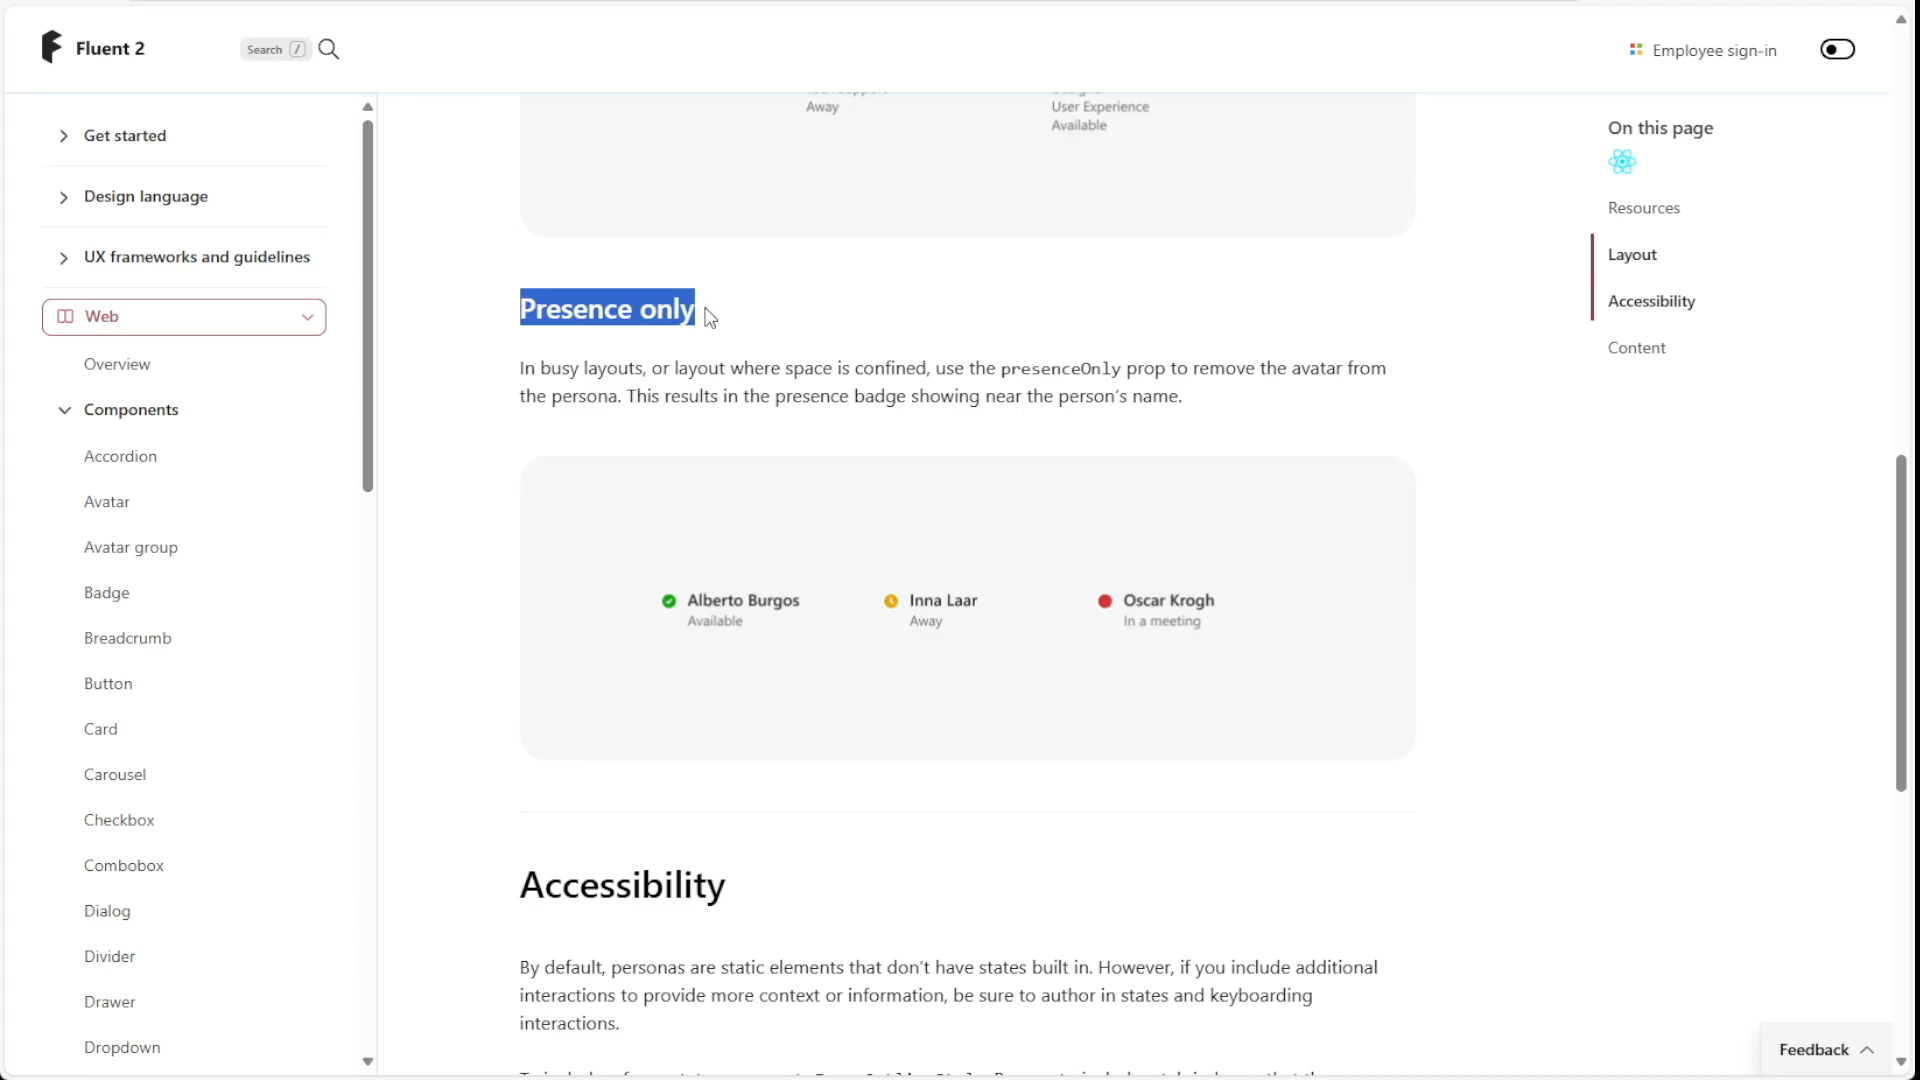 Fluent 2
Search /
Employee sign-in
Get started
Design language
UX frameworks and guidelines
Web
Overview
Components
Accordion
Avatar
Avatar group
Badge
Breadcrumb
Button
Card
Carousel
Checkbox
Combobox
Dialog
Divider
Drawer
Dropdown
Away
User Experience
Available
Presence only
In busy layouts, or layout where space is confined, use the presenceOnly prop to remove the avatar from
the persona. This results in the presence badge showing near the person’s name.
Alberto Burgos
Available
Inna Laar
Away
Oscar Krogh
In a meeting
Accessibility
By default, personas are static elements that don’t have states built in. However, if you include additional
interactions to provide more context or information, be sure to author in states and keyboarding
interactions.
On this page
Resources
Layout
Accessibility
Content
Feedback